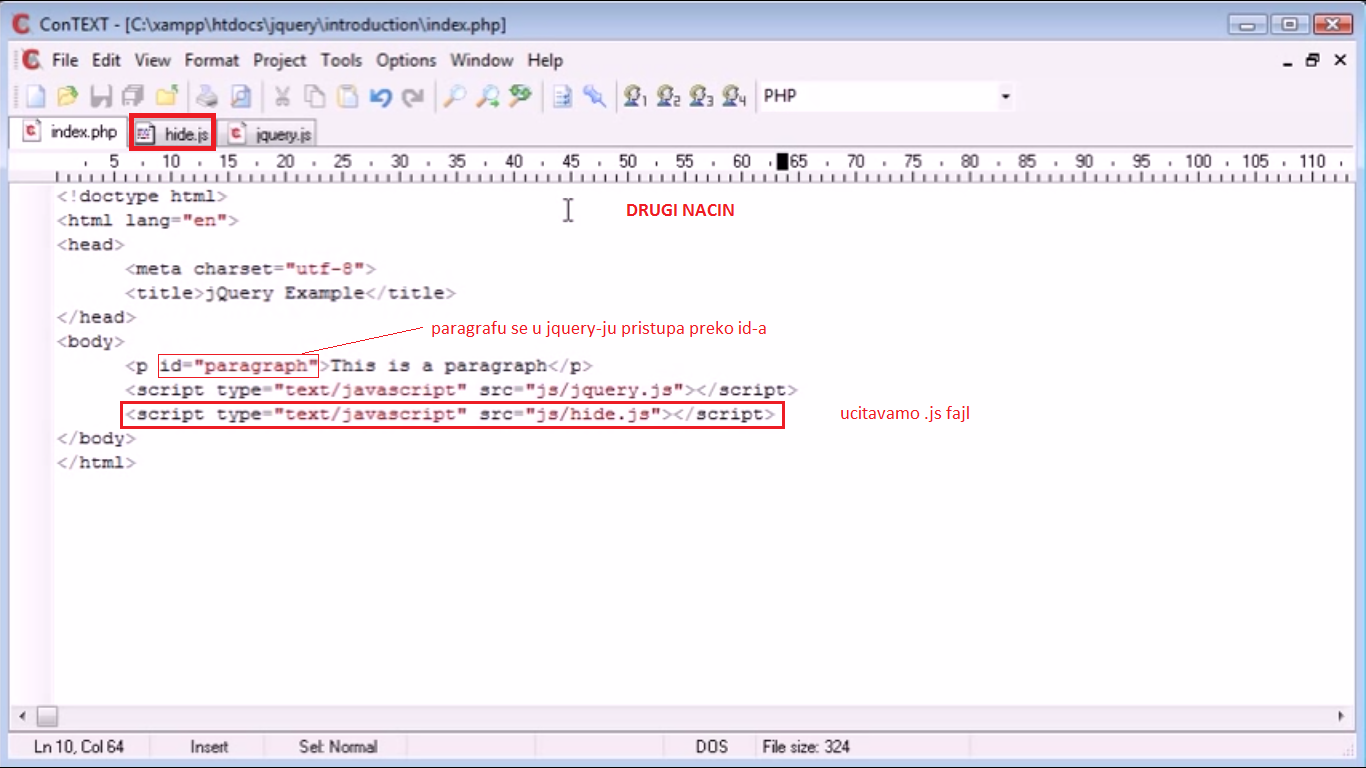 ConTEXT - [C:\xampp\htdocs\jquery\introduction\index.php]
File Edit View Format Project Tools Options Window Help
1 2 3 4 PHP
index.php hide.js jquery.js
5 10 15 20 25 30 35 40 45 50 55 60 65 70 75 80 85 90 95 100 105 110
<!doctype html>
<html lang="en">
DRUGI NACIN
<head>
<meta charset="utf-8">
<title>jQuery Example</title>
</head>
paragrafu se u jquery-ju pristupa preko id-a
<body>
<p id="paragraph">This is a paragraph</p>
<script type="text/javascript" src="js/jquery.js"></script>
<script type="text/javascript" src="js/hide.js"></script>
ucitavamo .js fajl
</body>
</html>
Ln 10, Col 64 Insert Sel: Normal DOS File size: 324